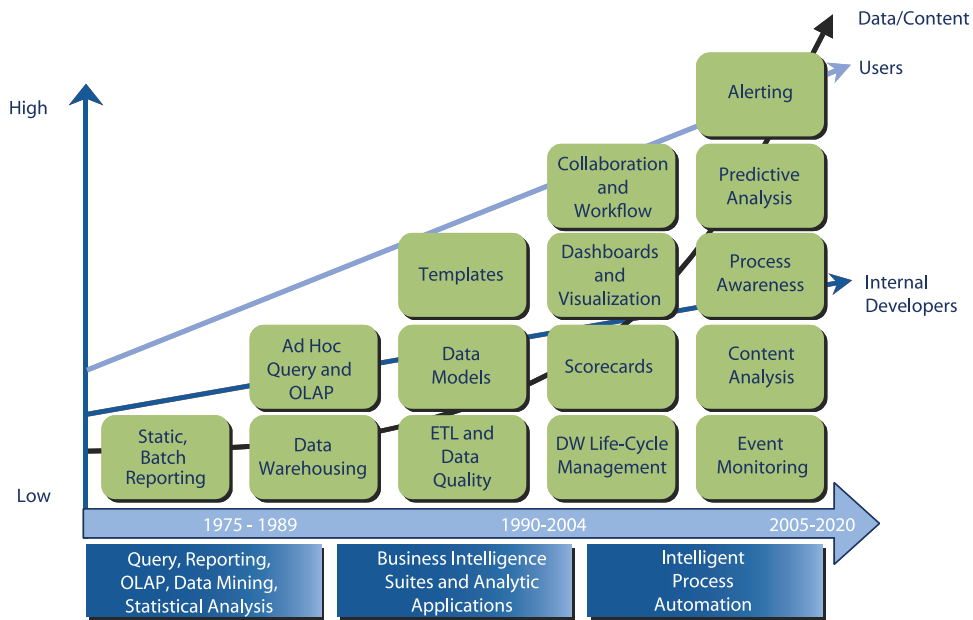 Data/Content
Users
High
Alerting
Collaboration
and
Workflow
Predictive
Analysis
Templates
Dashboards
and
Visualization
Process
Awareness
Internal
Developers
Ad Hoc
Query and
OLAP
Data
Models
Scorecards
Content
Analysis
Static,
Batch
Reporting
Data
Warehousing
ETL and
Data
Quality
DW Life-Cycle
Management
Event
Monitoring
Low
1975 - 1989
1990-2004
2005-2020
Query, Reporting,
OLAP, Data Mining,
Statistical Analysis
Business Intelligence
Suites and Analytic
Applications
Intelligent
Process
Automation